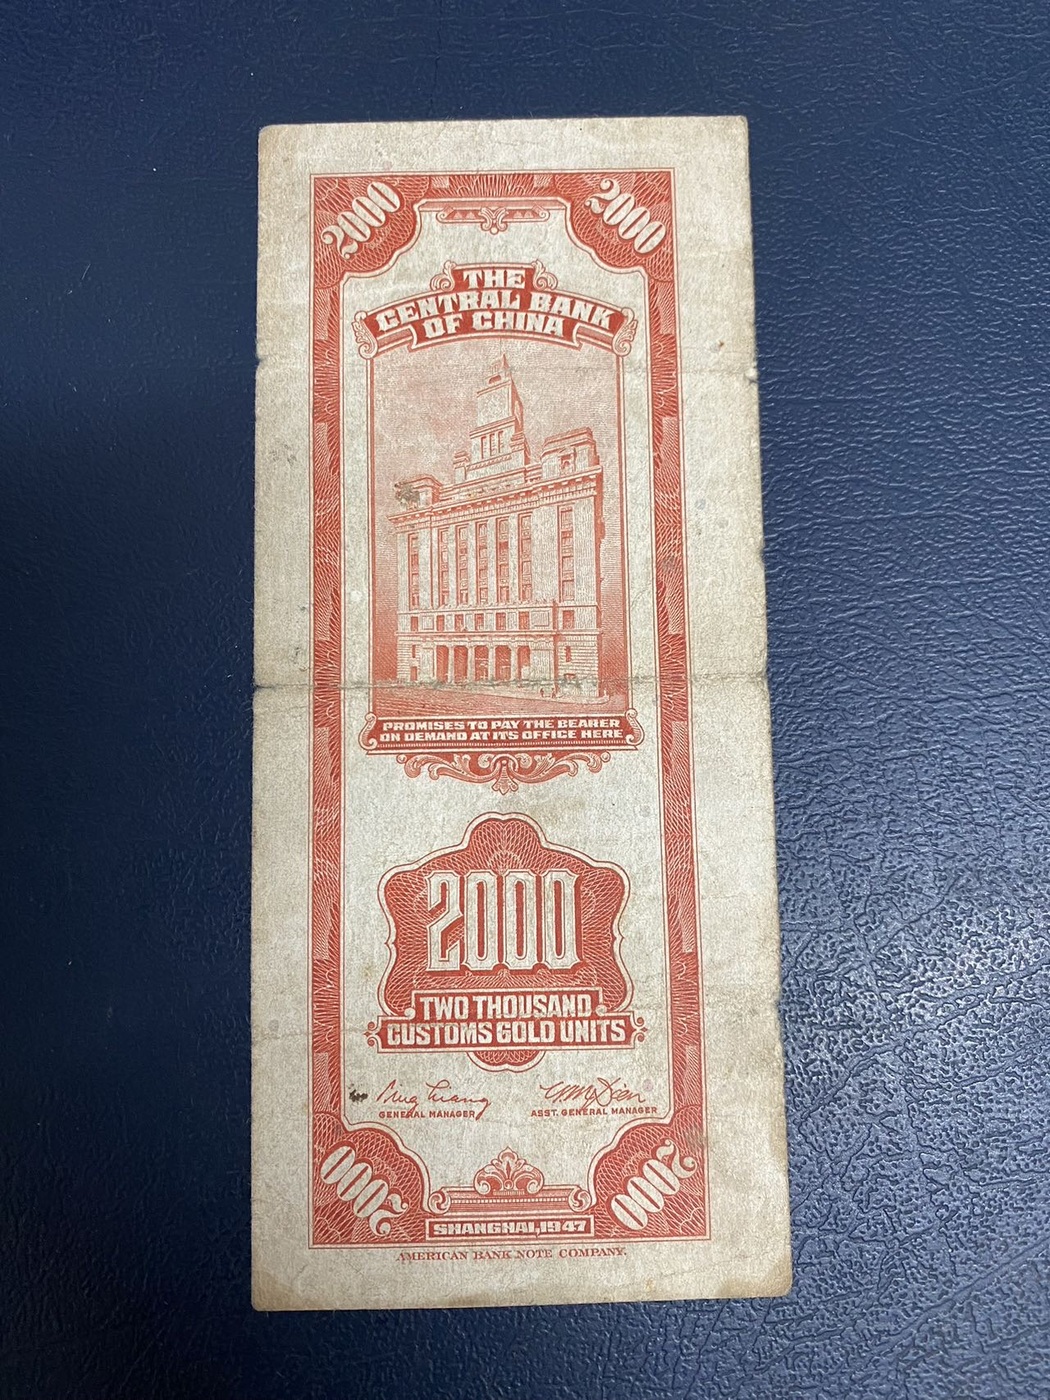 2000 2000
THE
CENTRAL BANK
OF CHINA
PROMISES TO PAY THE BEARER
ON DEMAND AT ITS OFFICE HERE
2000
TWO THOUSAND
CUSTOMS GOLD UNITS
GENERAL MANAGER ASST. GENERAL MANAGER
2000 2000
SHANGHAI, 1947
AMERICAN BANK NOTE COMPANY.